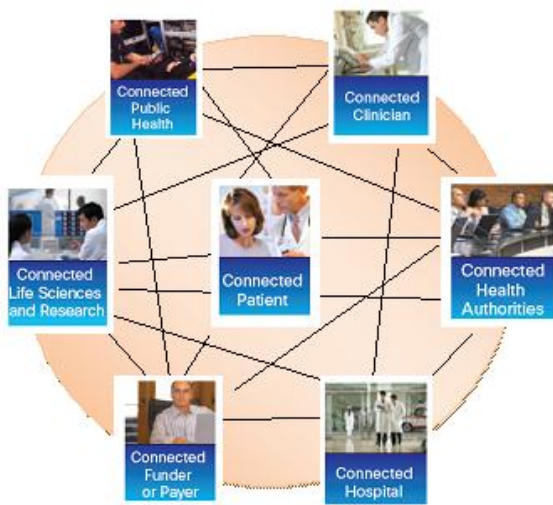 Connected
Public
Health
Connected
Clinician
Connected
Life Sciences
and Research
Connected
Patient
Connected
Health
Authorities
Connected
Funder
or Payer
Connected
Hospital